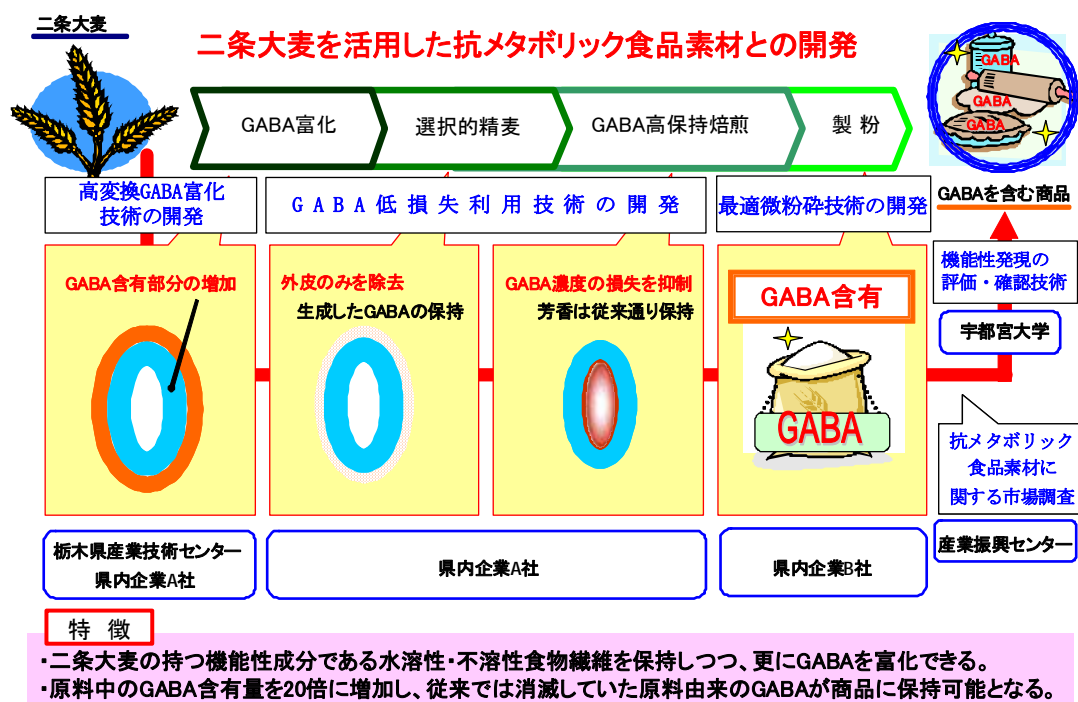 二条大麦
二条大麦を活用した抗メタボリック食品素材との開発
GABA富化
選択的精麦
GABA高保持焙煎
製 粉
GABA
GABA
GABA
GABAを含む商品
高変換GABA富化
技術の開発
GABA低損失利用技術の開発
最適微粉砕技術の開発
GABA含有部分の増加
外皮のみを除去
生成したGABAの保持
GABA濃度の損失を抑制
芳香は従来通り保持
GABA含有
GABA
機能性発現の
評価・確認技術
宇都宮大学
抗メタボリック
食品素材に
関する市場調査
産業振興センター
栃木県産業技術センター
県内企業A社
県内企業A社
県内企業B社
特 徴
・二条大麦の持つ機能性成分である水溶性・不溶性食物繊維を保持しつつ、更にGABAを富化できる。
・原料中のGABA含有量を20倍に増加し、従来では消滅していた原料由来のGABAが商品に保持可能となる。